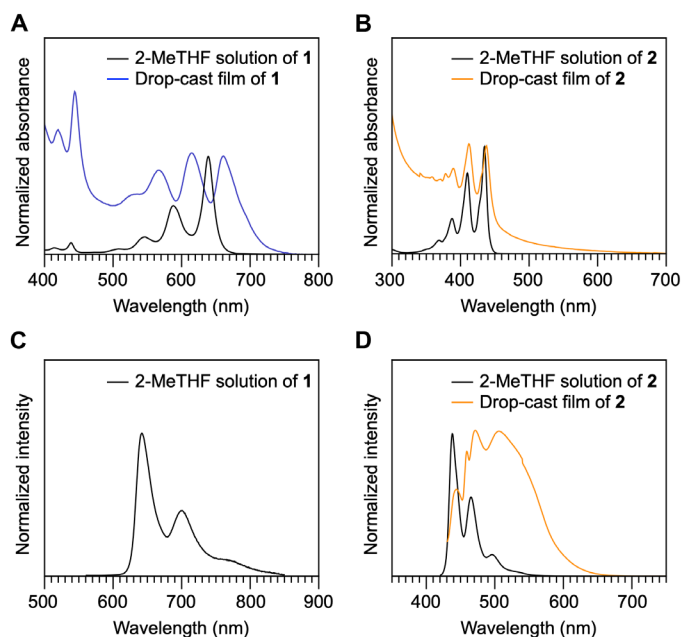 A
B
2-MeTHF solution of 1
Drop-cast film of 1
2-MeTHF solution of 2
Drop-cast film of 2
Normalized absorbance
Normalized absorbance
400 500 600 700 800
300 400 500 600 700
Wavelength (nm)
Wavelength (nm)
C
D
2-MeTHF solution of 1
2-MeTHF solution of 2
Drop-cast film of 2
Normalized intensity
Normalized intensity
500 600 700 800 900
400 500 600 700
Wavelength (nm)
Wavelength (nm)